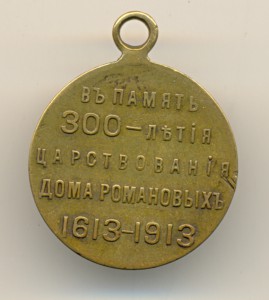 ВЪ ПАМЯТЬ
300-ЛѢТІЯ
ЦАРСТВОВАНІЯ
ДОМА РОМАНОВЫХЪ
1613-1913